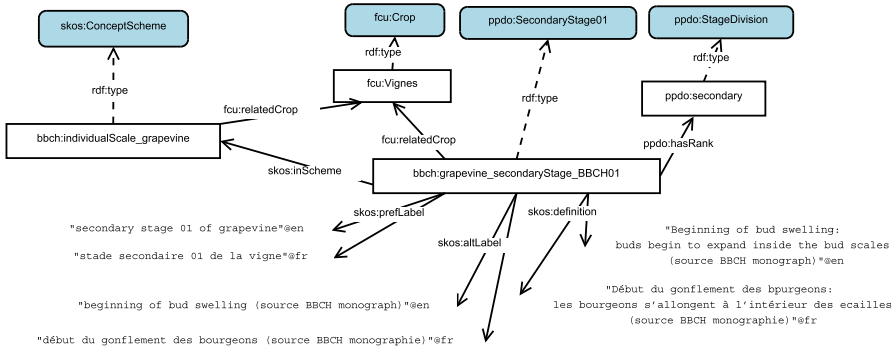 skos:ConceptScheme
fcu:Crop
ppdo:SecondaryStage01
ppdo:StageDivision
rdf:type
rdf:type
rdf:type
rdf:type
fcu:Vignes
ppdo:secondary
fcu:relatedCrop
bbch:individualScale_grapevine
fcu:relatedCrop
ppdo:hasRank
skos:inScheme
bbch:grapevine_secondaryStage_BBCH01
skos:prefLabel
skos:definition
skos:altLabel
"secondary stage 01 of grapevine"@en
"stade secondaire 01 de la vigne"@fr
"Beginning of bud swelling:
buds begin to expand inside the bud scales
(source BBCH monograph)"@en
"Début du gonflement des bpurgeons:
les bourgeons s’allongent à l’intérieur des ecailles
(source BBCH monographie)"@fr
"beginning of bud swelling (source BBCH monograph)"@en
"début du gonflement des bourgeons (source BBCH monographie)"@fr